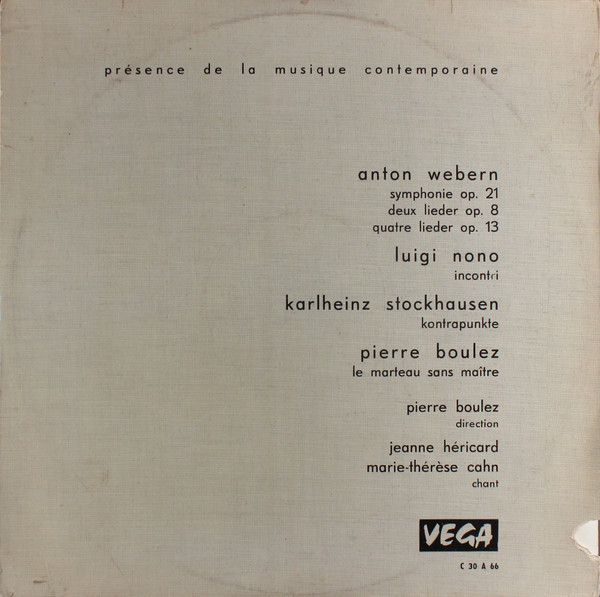 présence de la musique contemporaine
anton webern
symphonie op. 21
deux lieder op. 8
quatre lieder op. 13
luigi nono
incontri
karlheinz stockhausen
kontrapunkte
pierre boulez
le marteau sans maître
pierre boulez
direction
jeanne héricard
marie-thérèse cahn
chant
VEGA
C 30 A 66